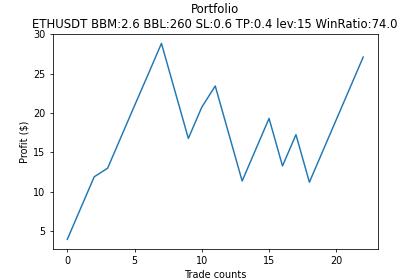 Portfolio
ETHUSDT BBM:2.6 BBL:260 SL:0.6 TP:0.4 lev:15 WinRatio:74.0
30
25
20
15
10
5
Profit ($)
0 5 10 15 20
Trade counts